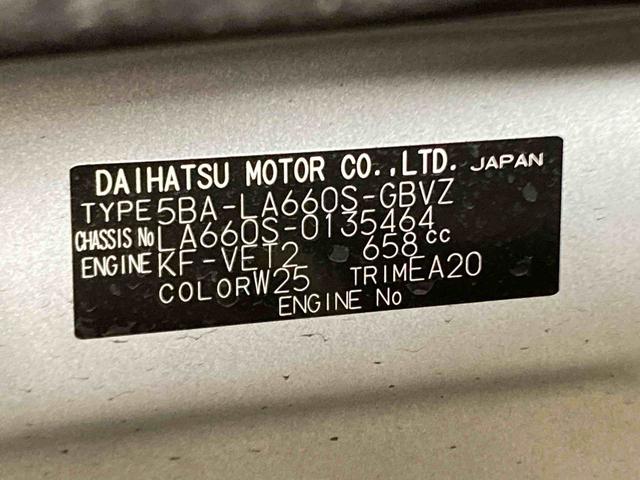 DAIHATSU MOTOR CO.,LTD. JAPAN
TYPE 5BA-LA660S-GBVZ
CHASSIS No LA660S-0135464
ENGINE KF-VET2 658 cc
COLOR W25 TRIM EA20
ENGINE No